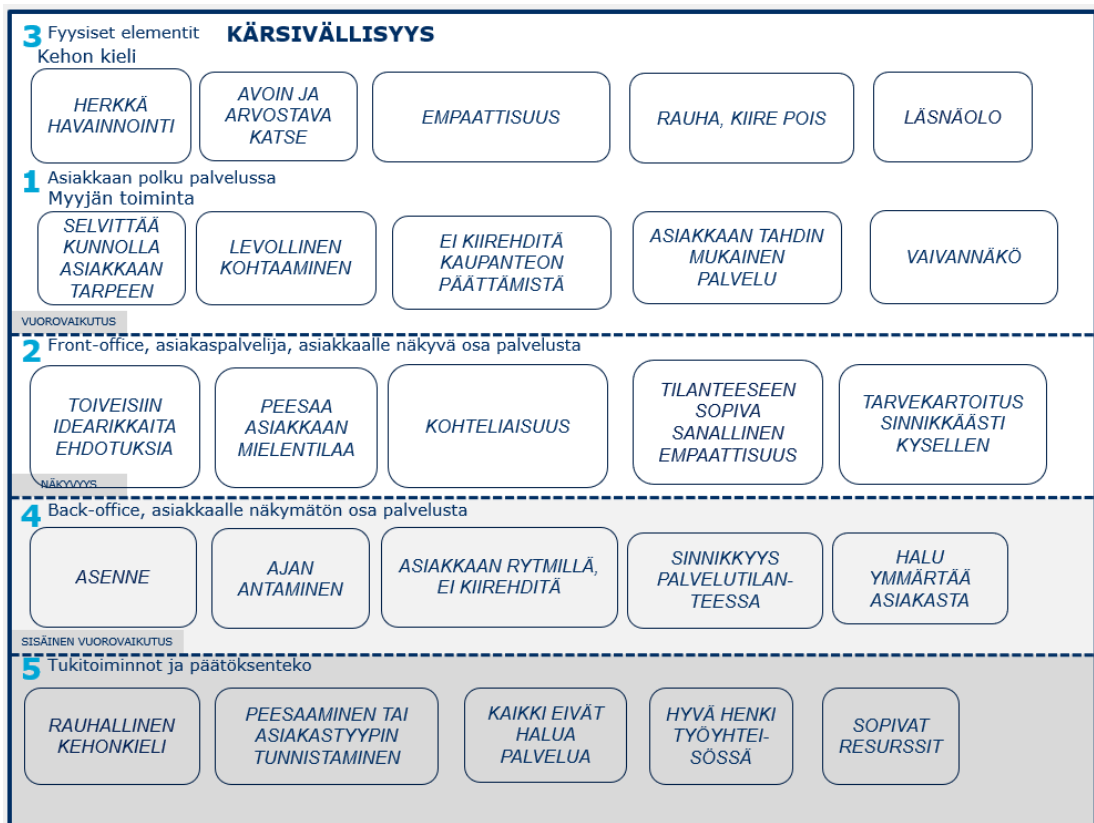 3 Fyysiset elementit KÄRSIVÄLLISYYS
Kehon kieli
HERKKÄ
HAVAINNOINTI
AVOIN JA
ARVOSTAVA
KATSE
EMPAATTISUUS
RAUHA, KIIRE POIS
LÄSNÄOLO
1 Asiakkaan polku palvelussa
Myyjän toiminta
SELVITTÄÄ
KUNNOLLA
ASIAKKAAN
TARPEEN
LEVOLLINEN
KOHTAAMINEN
EI KIIREHDITÄ
KAUPANTEON
PÄÄTTÄMISTÄ
ASIAKKAAN TAHDIN
MUKAINEN
PALVELU
VAIVANNÄKÖ
VUOROVAIKUTUS
2 Front-office, asiakaspalvelija, asiakkaalle näkyvä osa palvelusta
TOIVEISIIN
IDEARIKKAITA
EHDOTUKSIA
PEESAA
ASIAKKAAN
MIELENTILAA
KOHTELIAISUUS
TILANTEESEEN
SOPIVA
SANALLINEN
EMPAATTISUUS
TARVEKARTOITUS
SINNIKKÄÄSTI
KYSELLEN
NÄKYVYYS
4 Back-office, asiakkaalle näkymätön osa palvelusta
ASENNE
AJAN
ANTAMINEN
ASIAKKAAN RYTMILLÄ,
EI KIIREHDITÄ
SINNIKKYYS
PALVELUTILAN-
TEESSA
HALU
YMMÄRTÄÄ
ASIAKASTA
SISÄINEN VUOROVAIKUTUS
5 Tukitoiminnot ja päätöksenteko
RAUHALLINEN
KEHONKIELI
PEESAAMINEN TAI
ASIAKASTYYPIN
TUNNISTAMINEN
KAIKKI EIVÄT
HALUA
PALVELUA
HYVÄ HENKI
TYÖYHTEI-
SÖSSÄ
SOPIVAT
RESURSSIT